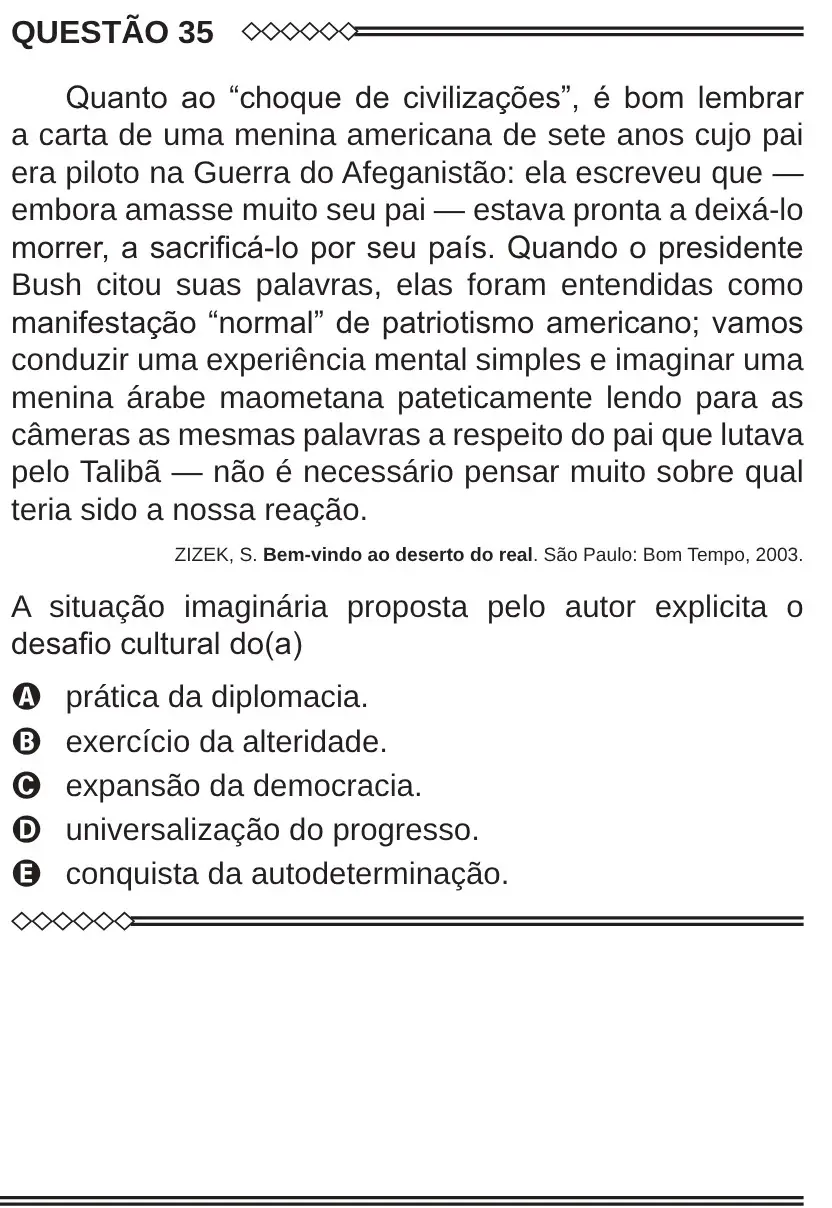 QUESTÃO 35
Quanto ao “choque de civilizações”, é bom lembrar
a carta de uma menina americana de sete anos cujo pai
era piloto na Guerra do Afeganistão: ela escreveu que —
embora amasse muito seu pai — estava pronta a deixá-lo
morrer, a sacrificá-lo por seu país. Quando o presidente
Bush citou suas palavras, elas foram entendidas como
manifestação “normal” de patriotismo americano; vamos
conduzir uma experiência mental simples e imaginar uma
menina árabe maometana pateticamente lendo para as
câmeras as mesmas palavras a respeito do pai que lutava
pelo Talibã — não é necessário pensar muito sobre qual
teria sido a nossa reação.
ZIZEK, S. Bem-vindo ao deserto do real. São Paulo: Bom Tempo, 2003.
A situação imaginária proposta pelo autor explicita o
desafio cultural do(a)
A prática da diplomacia.
B exercício da alteridade.
C expansão da democracia.
D universalização do progresso.
E conquista da autodeterminação.